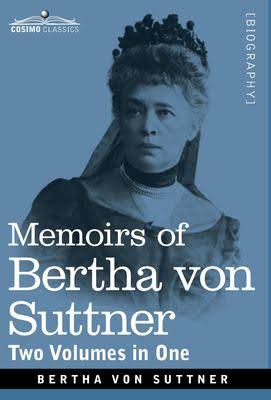 COSIMO CLASSICS
[BIOGRAPHY]
Memoirs of
Bertha von
Suttner
Two Volumes in One
BERTHA VON SUTTNER